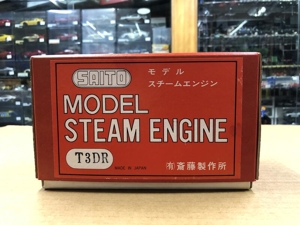 SAITO
モデル
スチームエンジン
MODEL
STEAM ENGINE
T3DR
MADE IN JAPAN
㈲斎藤製作所